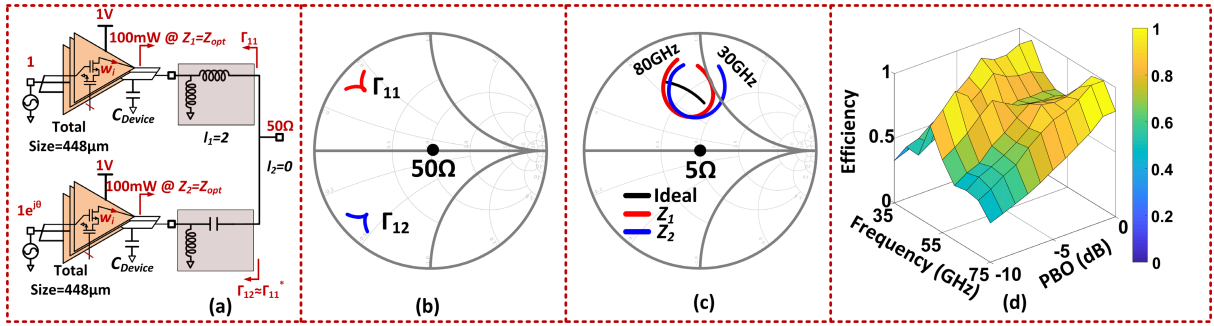 1V
100mW @ Z1=Zopt
Γ11
1
wi
CDevice
Total
Size=448μm
l1=2
50Ω
l2=0
1V
100mW @ Z2=Zopt
1e^jθ
wi
CDevice
Total
Size=448μm
Γ12≈Γ11*
(a)
Γ11
50Ω
Γ12
(b)
80GHz
30GHz
5Ω
Ideal
Z1
Z2
(c)
Efficiency
1
0.5
0
35
55
75
Frequency (GHz)
-10
-5
0
PBO (dB)
1
0.8
0.6
0.4
0.2
0
(d)